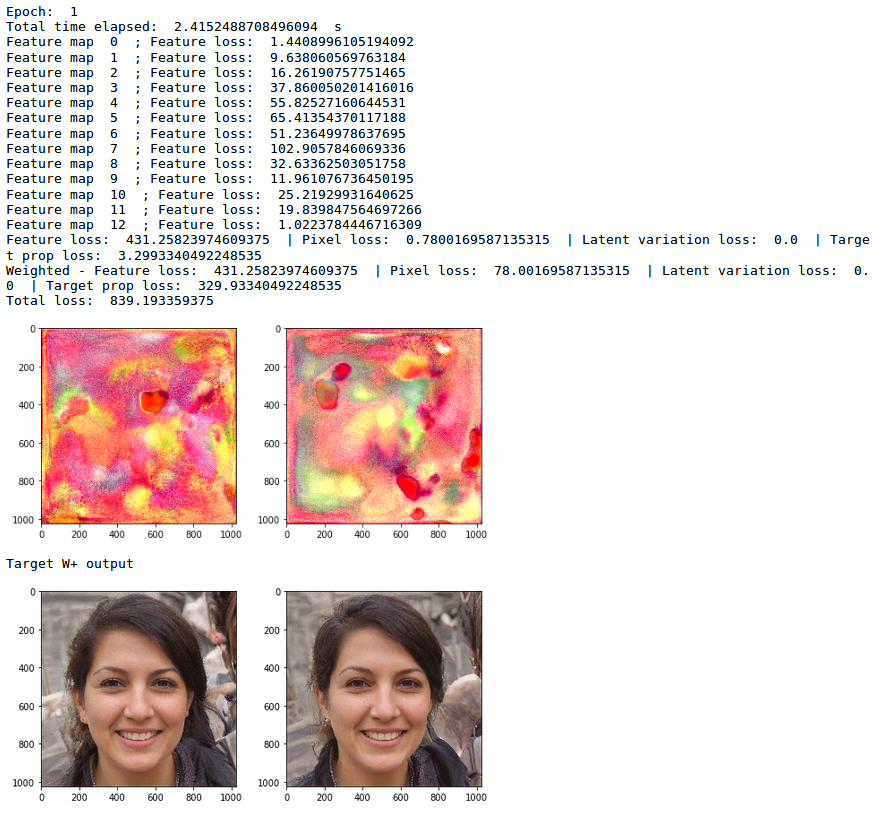 Epoch:  1
Total time elapsed:  2.4152488708496094  s
Feature map  0  ; Feature loss:  1.4408996105194092
Feature map  1  ; Feature loss:  9.638060569763184
Feature map  2  ; Feature loss:  16.26190757751465
Feature map  3  ; Feature loss:  37.860050201416016
Feature map  4  ; Feature loss:  55.82527160644531
Feature map  5  ; Feature loss:  65.41354370117188
Feature map  6  ; Feature loss:  51.23649978637695
Feature map  7  ; Feature loss:  102.9057846069336
Feature map  8  ; Feature loss:  32.63362503051758
Feature map  9  ; Feature loss:  11.961076736450195
Feature map  10  ; Feature loss:  25.21929931640625
Feature map  11  ; Feature loss:  19.839847564697266
Feature map  12  ; Feature loss:  1.0223784446716309
Feature loss:  431.25823974609375  | Pixel loss:  0.7800169587135315  | Latent variation loss:  0.0  | Targe
t prop loss:  3.2993340492248535
Weighted - Feature loss:  431.25823974609375  | Pixel loss:  78.00169587135315  | Latent variation loss:  0.
0  | Target prop loss:  329.93340492248535
Total loss:  839.193359375
0 0
200 200
400 400
600 600
800 800
1000 1000
0 200 400 600 800 1000 0 200 400 600 800 1000
Target W+ output
0 0
200 200
400 400
600 600
800 800
1000 1000
0 200 400 600 800 1000 0 200 400 600 800 1000